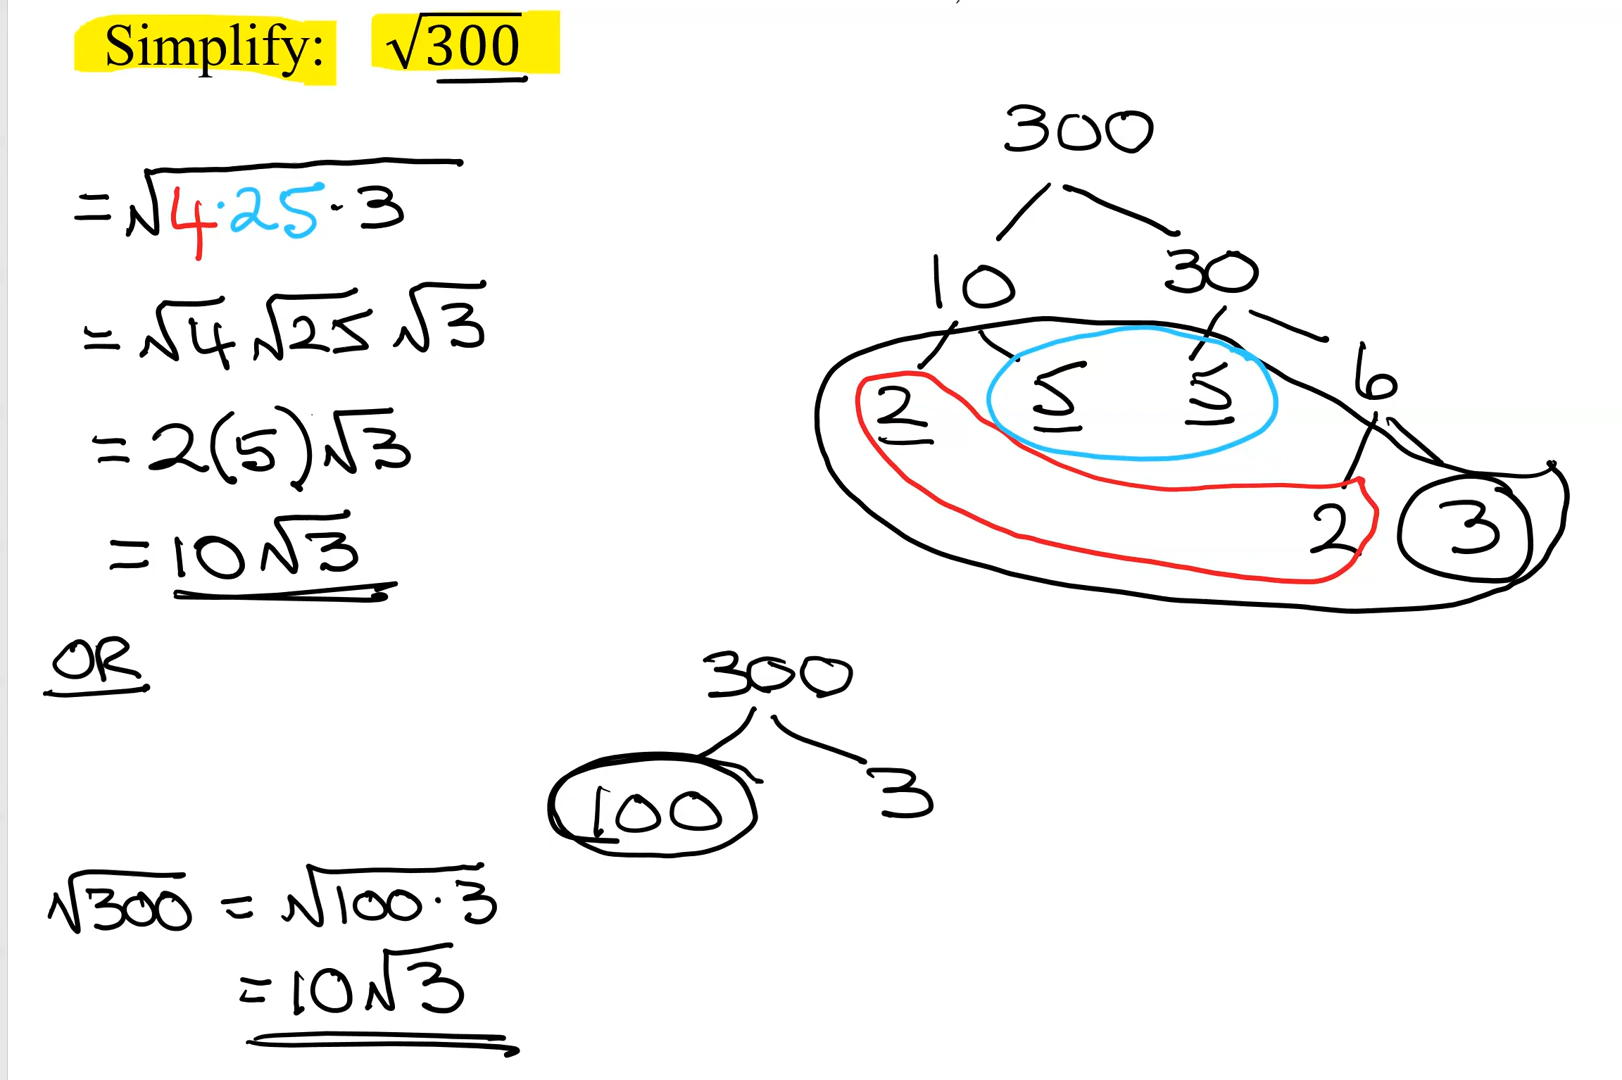 Simplify: √300
= √4·25·3
= √4 √25 √3
= 2(5)√3
= 10√3
300
10 30
2 5 5 6
2 3
OR
300
100 3
√300 = √100·3
= 10√3